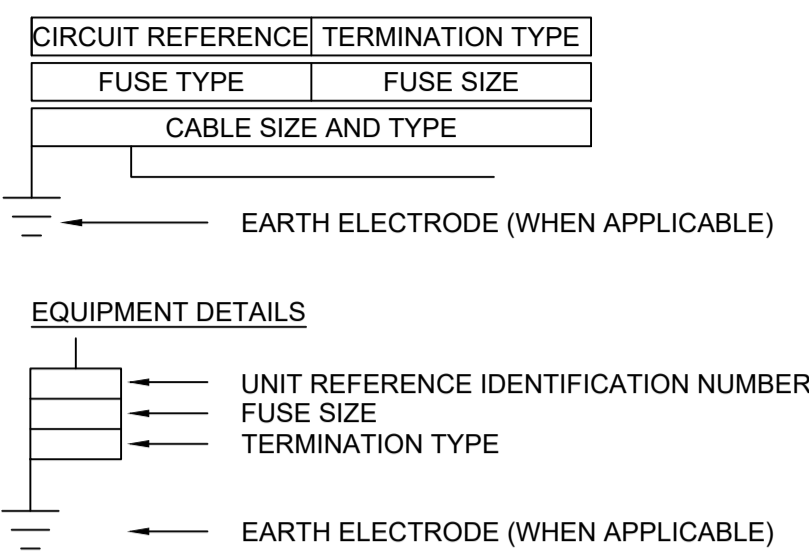 CIRCUIT REFERENCE TERMINATION TYPE
FUSE TYPE FUSE SIZE
CABLE SIZE AND TYPE
EARTH ELECTRODE (WHEN APPLICABLE)
EQUIPMENT DETAILS
UNIT REFERENCE IDENTIFICATION NUMBER
FUSE SIZE
TERMINATION TYPE
EARTH ELECTRODE (WHEN APPLICABLE)